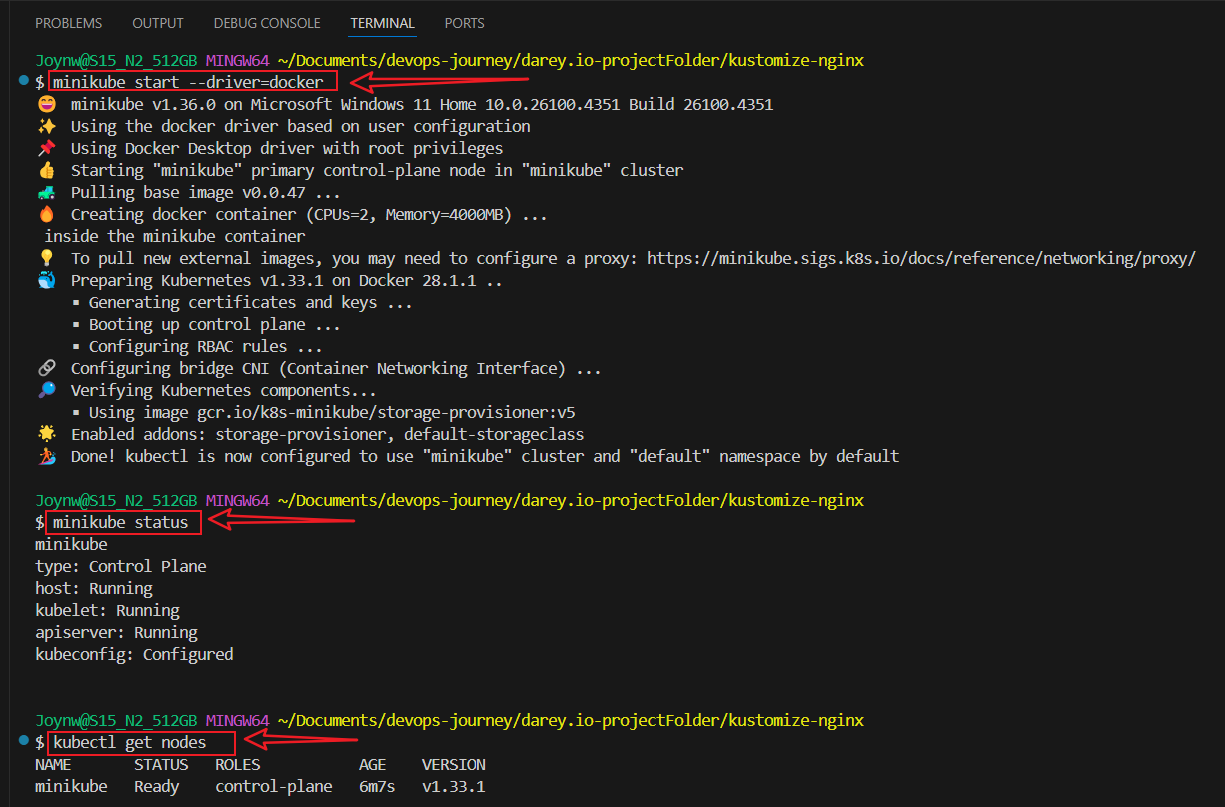 PROBLEMS OUTPUT DEBUG CONSOLE TERMINAL PORTS
Joynw@S15_N2_512GB MINGW64 ~/Documents/devops-journey/darey.io-projectFolder/kustomize-nginx
$ minikube start --driver=docker
😄 minikube v1.36.0 on Microsoft Windows 11 Home 10.0.26100.4351 Build 26100.4351
✨ Using the docker driver based on user configuration
📌 Using Docker Desktop driver with root privileges
👍 Starting "minikube" primary control-plane node in "minikube" cluster
🚜 Pulling base image v0.0.47 ...
🔥 Creating docker container (CPUs=2, Memory=4000MB) ...
inside the minikube container
💡 To pull new external images, you may need to configure a proxy: https://minikube.sigs.k8s.io/docs/reference/networking/proxy/
🐳 Preparing Kubernetes v1.33.1 on Docker 28.1.1 ..
▪ Generating certificates and keys ...
▪ Booting up control plane ...
▪ Configuring RBAC rules ...
🔗 Configuring bridge CNI (Container Networking Interface) ...
🔎 Verifying Kubernetes components...
▪ Using image gcr.io/k8s-minikube/storage-provisioner:v5
🌟 Enabled addons: storage-provisioner, default-storageclass
🏄 Done! kubectl is now configured to use "minikube" cluster and "default" namespace by default
Joynw@S15_N2_512GB MINGW64 ~/Documents/devops-journey/darey.io-projectFolder/kustomize-nginx
$ minikube status
minikube
type: Control Plane
host: Running
kubelet: Running
apiserver: Running
kubeconfig: Configured
Joynw@S15_N2_512GB MINGW64 ~/Documents/devops-journey/darey.io-projectFolder/kustomize-nginx
$ kubectl get nodes
NAME STATUS ROLES AGE VERSION
minikube Ready control-plane 6m7s v1.33.1